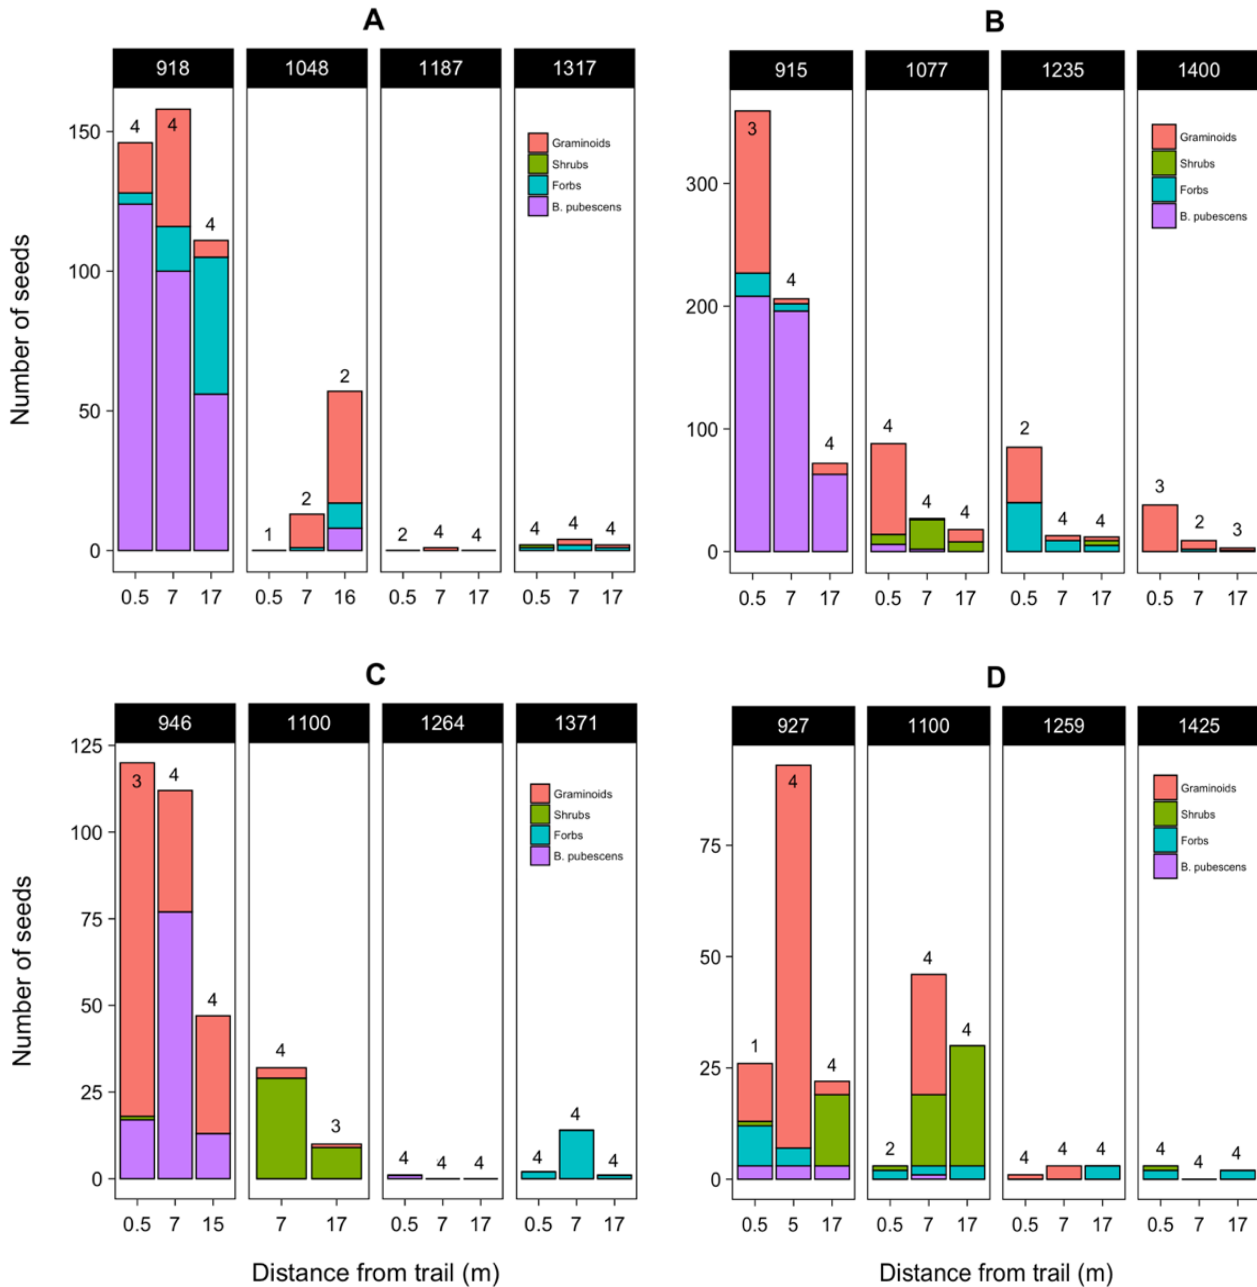 A
918 1048 1187 1317
Number of seeds
150
100
50
0
4 4 4
1 2 2
2 4 4
4 4 4
Graminoids
Shrubs
Forbs
B. pubescens
0.5 7 17 0.5 7 16 0.5 7 17 0.5 7 17
B
915 1077 1235 1400
300
200
100
0
3 4 4
4 4 4
2 4 4
3 2 3
Graminoids
Shrubs
Forbs
B. pubescens
0.5 7 17 0.5 7 17 0.5 7 17 0.5 7 17
C
946 1100 1264 1371
Number of seeds
125
100
75
50
25
0
3 4 4
4 3
4 4 4
4 4 4
Graminoids
Shrubs
Forbs
B. pubescens
0.5 7 15 7 17 0.5 7 17 0.5 7 17
Distance from trail (m)
D
927 1100 1259 1425
75
50
25
0
1 4 4
2 4 4
4 4 4
4 4 4
Graminoids
Shrubs
Forbs
B. pubescens
0.5 5 17 0.5 7 17 0.5 7 17 0.5 7 17
Distance from trail (m)